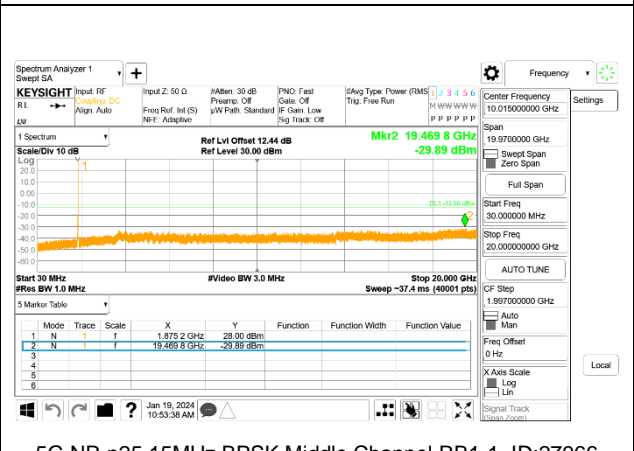 Spectrum Analyzer 1
Swept SA
+
Frequency
KEYSIGHT Input: RF
Coupling: DC
Align: Auto
RL
Input Z: 50 Ω
Freq Ref: Int (S)
NFE: Adaptive
#Atten: 30 dB
Preamp: Off
µW Path: Standard
PNO: Fast
Gate: Off
IF Gain: Low
Sig Track: Off
#Avg Type: Power (RMS
Trig: Free Run
1 2 3 4 5 6
M W W W W W
P P P P P P
Settings
1 Spectrum
Scale/Div 10 dB
Log
Ref Lvl Offset 12.44 dB
Ref Level 30.00 dBm
Mkr2 19.469 8 GHz
-29.89 dBm
20.0
10.0
0.00
-10.0
-20.0
-30.0
-40.0
-50.0
-60.0
1
DL1 -13.00 dBm
2
Start 30 MHz
#Res BW 1.0 MHz
#Video BW 3.0 MHz
Stop 20.000 GHz
Sweep ~37.4 ms (40001 pts)
5 Marker Table
Mode Trace Scale X Y Function Function Width Function Value
1 N 1 f 1.875 2 GHz 28.00 dBm
2 N 1 f 19.469 8 GHz -29.89 dBm
3
4
5
6
Center Frequency
10.015000000 GHz
Span
19.9700000 GHz
Swept Span
Zero Span
Full Span
Start Freq
30.000000 MHz
Stop Freq
20.000000000 GHz
AUTO TUNE
CF Step
1.997000000 GHz
Auto
Man
Freq Offset
0 Hz
X Axis Scale
Log
Lin
Signal Track
(Span Zoom)
Local
?
Jan 19, 2024
10:53:38 AM